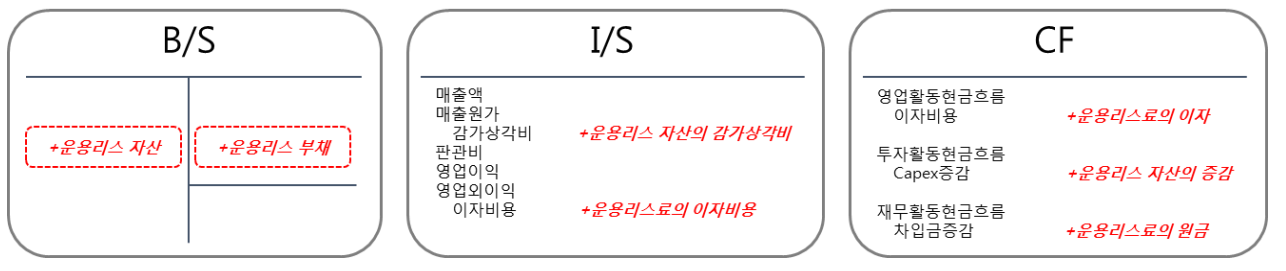 B/S
+운용리스 자산
+운용리스 부채
I/S
매출액
매출원가
감가상각비 +운용리스 자산의 감가상각비
판관비
영업이익
영업외이익
이자비용 +운용리스료의 이자비용
CF
영업활동현금흐름
이자비용 +운용리스료의 이자
투자활동현금흐름
Capex증감 +운용리스 자산의 증감
재무활동현금흐름
차입금증감 +운용리스료의 원금